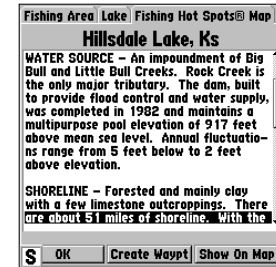 Fishing Area Lake Fishing Hot Spots® Map
Hillsdale Lake, Ks
WATER SOURCE – An impoundment of Big
Bull and Little Bull Creeks. Rock Creek is
the only major tributary. The dam, built
to provide flood control and water supply,
was completed in 1982 and maintains a
multipurpose pool elevation of 917 feet
above mean sea level. Annual fluctuatio-
ns range from 5 feet below to 2 feet
above elevation.
SHORELINE – Forested and mainly clay
with a few limestone outcroppings. There
are about 51 miles of shoreline. With the
S OK Create Waypt Show On Map